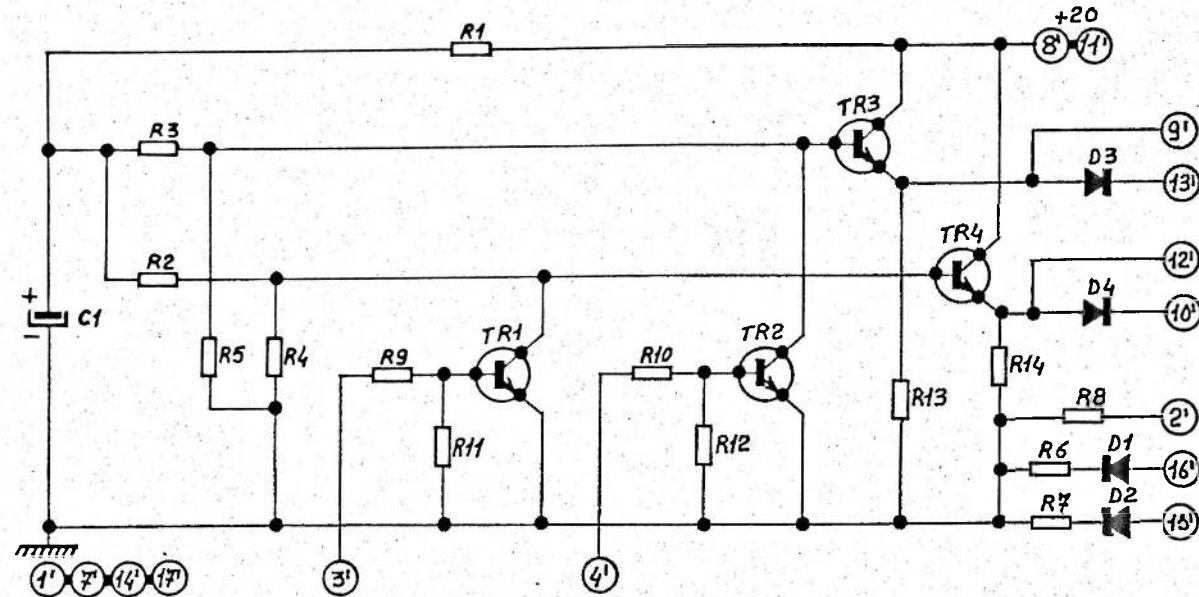 R1
+20
8' 11'
TR3
R3
9'
D3
13'
TR4
R2
12'
+
C1
-
D4
10'
R5
R4
TR1
TR2
R9
R10
R14
R13
R8
2'
R11
R12
R6
D1
16'
R7
D2
15'
1' 7' 14' 17'
3'
4'